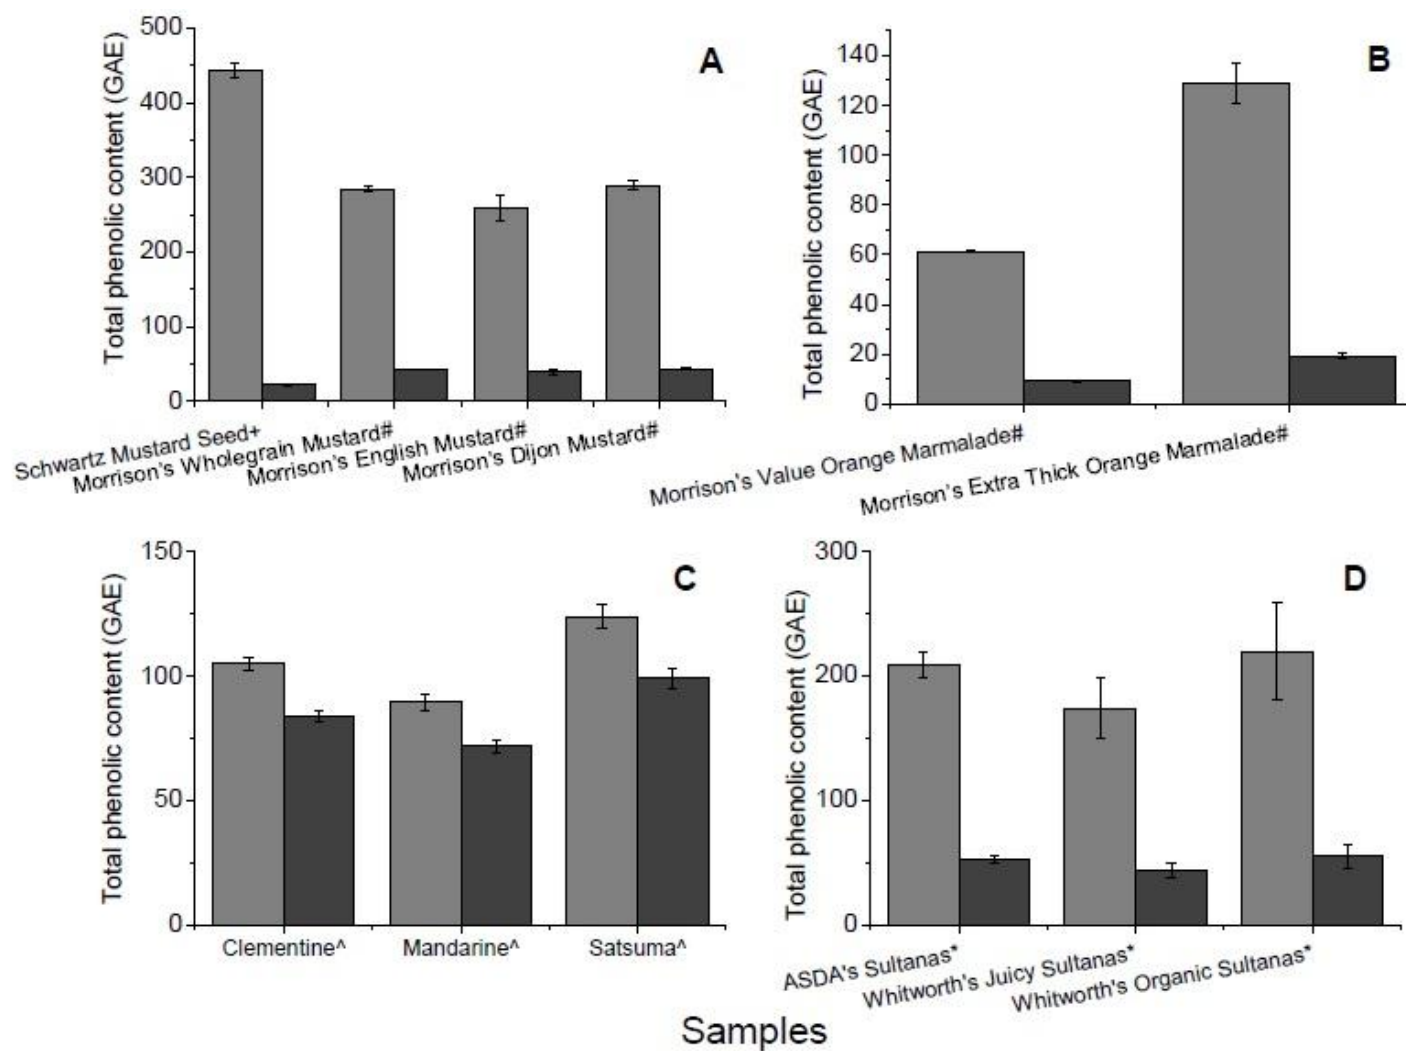 Total phenolic content (GAE)
500
400
300
200
100
0
A
Schwartz Mustard Seed+
Morrison's Wholegrain Mustard#
Morrison's English Mustard#
Morrison's Dijon Mustard#
Total phenolic content (GAE)
140
120
100
80
60
40
20
0
B
Morrison's Value Orange Marmalade#
Morrison's Extra Thick Orange Marmalade#
Total phenolic content (GAE)
150
100
50
0
C
Clementine^
Mandarine^
Satsuma^
Total phenolic content (GAE)
300
200
100
0
D
ASDA's Sultanas*
Whitworth's Juicy Sultanas*
Whitworth's Organic Sultanas*
Samples